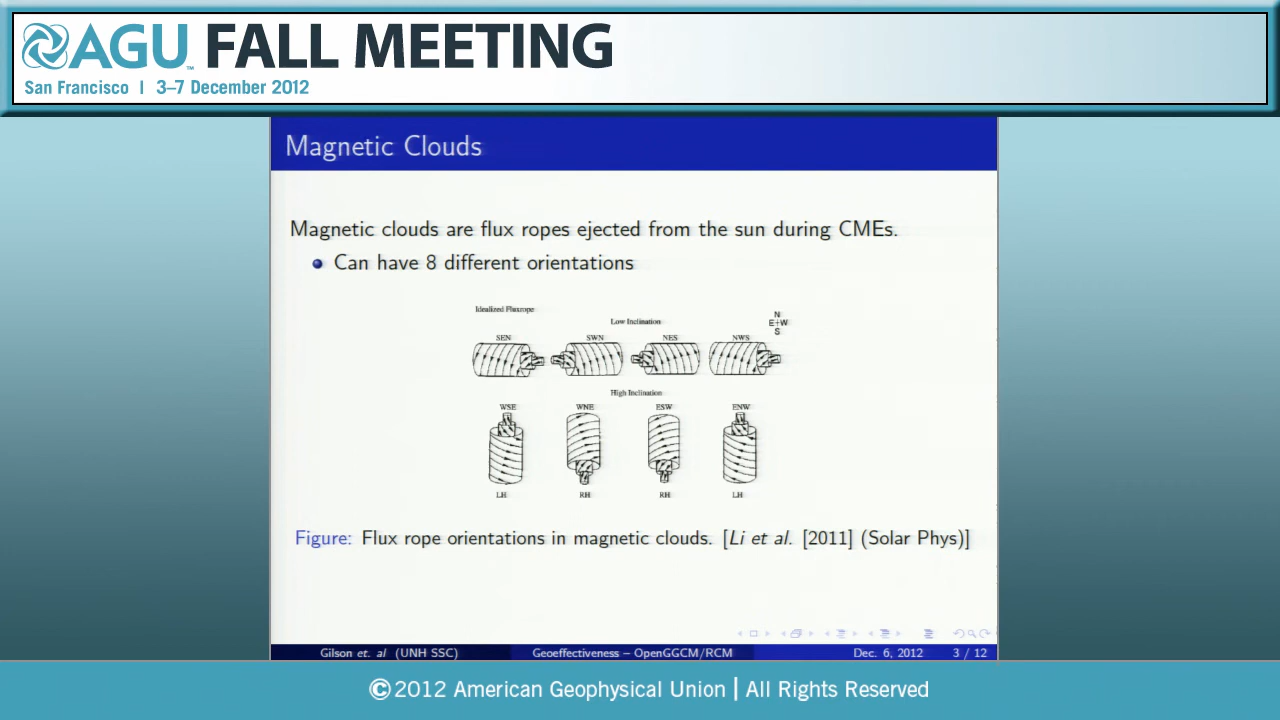 AGU FALL MEETING
San Francisco | 3–7 December 2012
Magnetic Clouds
Magnetic clouds are flux ropes ejected from the sun during CMEs.
Can have 8 different orientations
Idealized Fluxrope
Low Inclination
N
E+W
S
SEN SWN NES NWS
High Inclination
WSE WNE ESW ENW
LH RH RH LH
Figure: Flux rope orientations in magnetic clouds. [Li et al. [2011] (Solar Phys)]
Gilson et. al (UNH SSC) Geoeffectiveness – OpenGGCM/RCM Dec. 6, 2012 3 / 12
©2012 American Geophysical Union | All Rights Reserved